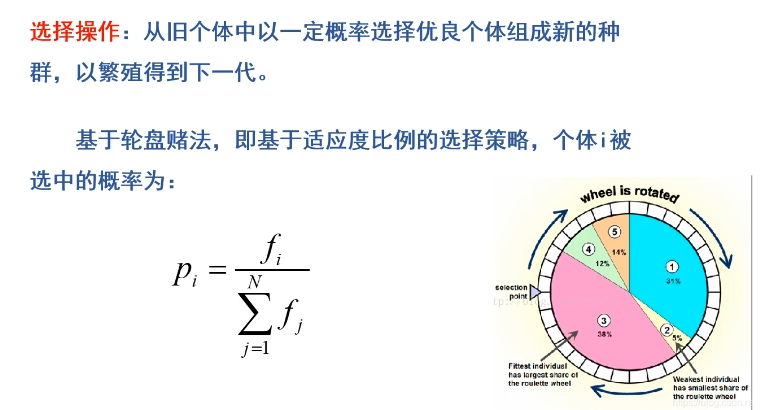 选择操作：从旧个体中以一定概率选择优良个体组成新的种
群，以繁殖得到下一代。
基于轮盘赌法，即基于适应度比例的选择策略，个体i被
选中的概率为：
p_i = f_i / \sum_{j=1}^{N} f_j
wheel is rotated
5
14%
4
12%
1
31%
selection
point
3
38%
2
5%
Fittest individual
has largest share of
the roulette wheel
Weakest individual
has smallest share of
the roulette wheel